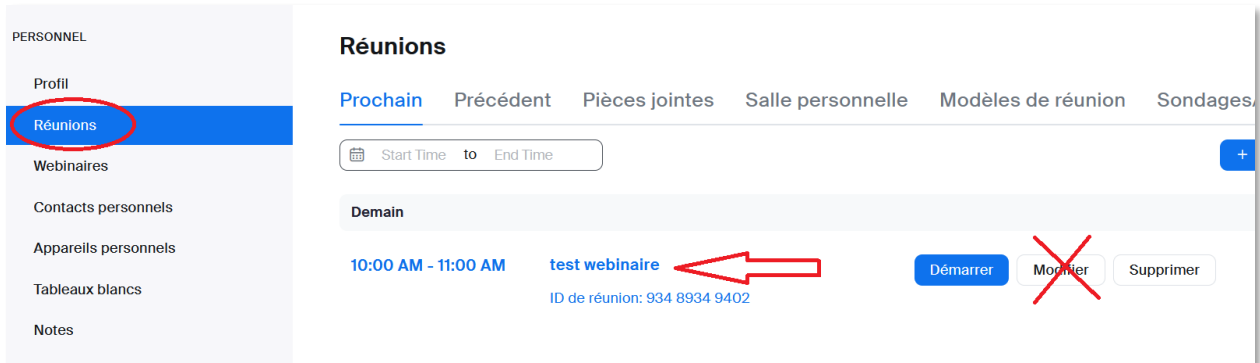 PERSONNEL
Profil
Réunions
Webinaires
Contacts personnels
Appareils personnels
Tableaux blancs
Notes
Réunions
Prochain Précédent Pièces jointes Salle personnelle Modèles de réunion Sondages/
Start Time to End Time +
Demain
10:00 AM - 11:00 AM test webinaire Démarrer Modifier Supprimer
ID de réunion: 934 8934 9402